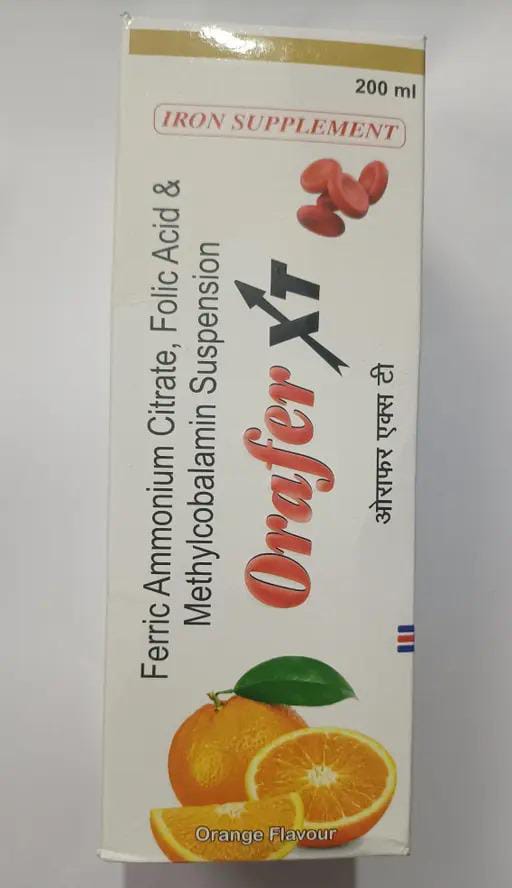 200 ml
IRON SUPPLEMENT
Ferric Ammonium Citrate, Folic Acid &
Methylcobalamin Suspension
Orafer XT
ओराफर एक्स टी
Orange Flavour